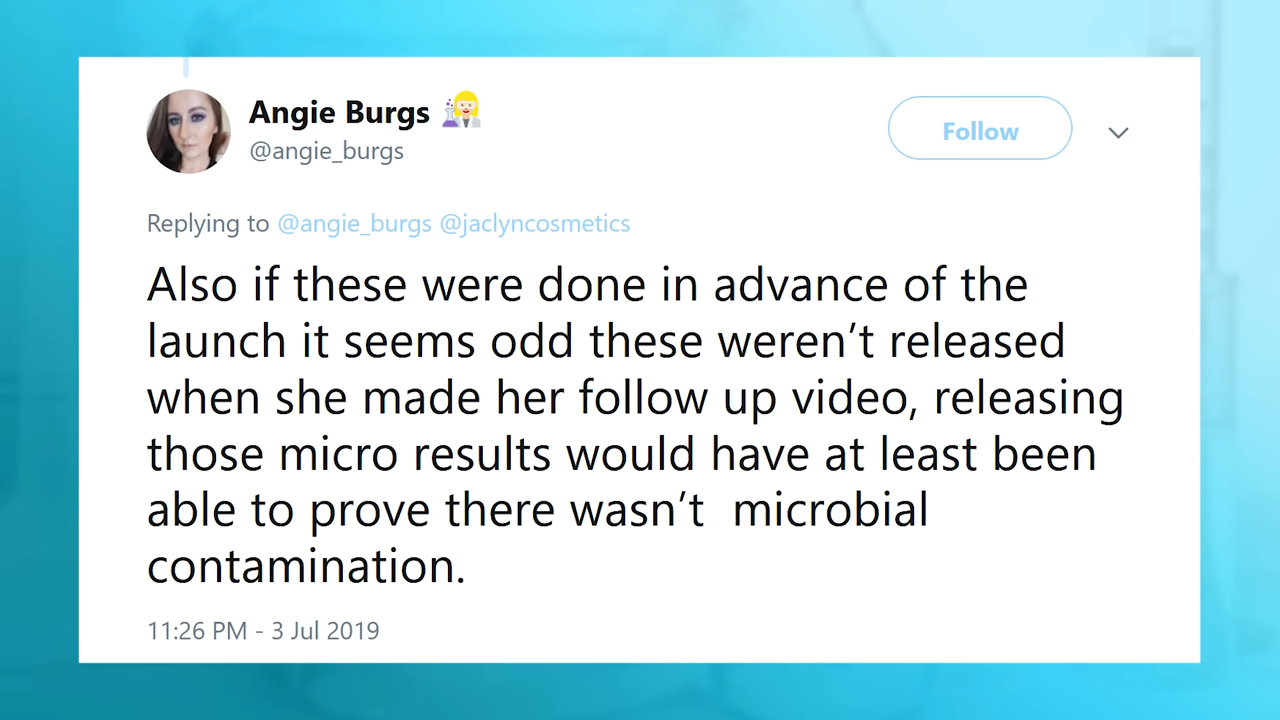 Angie Burgs 👩🏼‍🔬
@angie_burgs
Follow
Replying to @angie_burgs @jaclyncosmetics
Also if these were done in advance of the
launch it seems odd these weren’t released
when she made her follow up video, releasing
those micro results would have at least been
able to prove there wasn’t  microbial
contamination.
11:26 PM - 3 Jul 2019